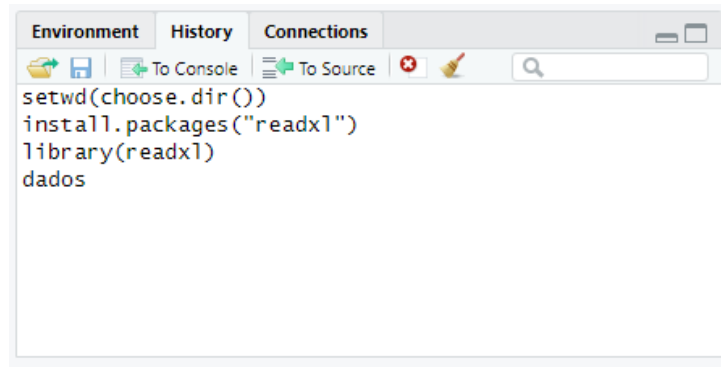 Environment History Connections
To Console To Source
setwd(choose.dir())
install.packages("readxl")
library(readxl)
dados